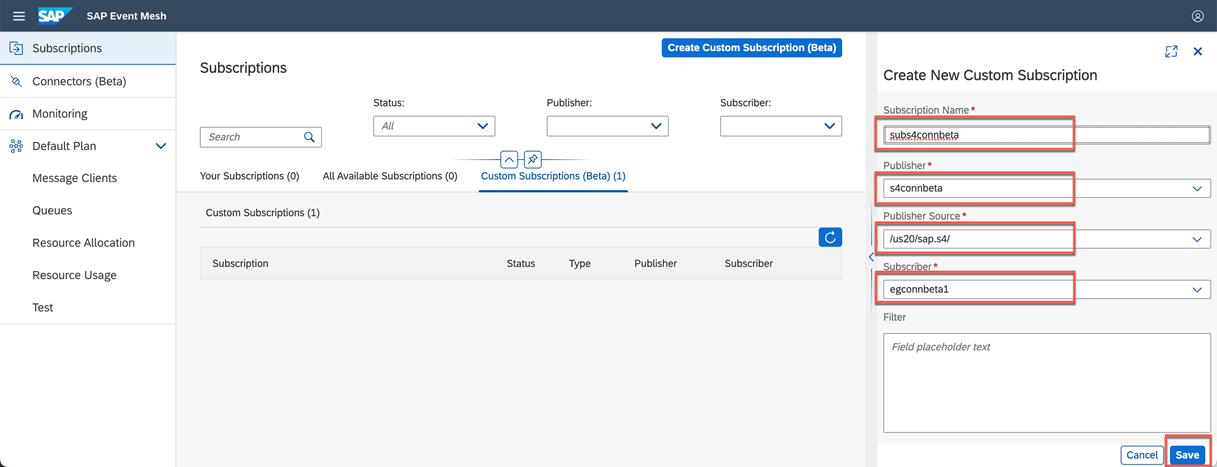 SAP SAP Event Mesh
Subscriptions
Connectors (Beta)
Monitoring
Default Plan
Message Clients
Queues
Resource Allocation
Resource Usage
Test
Create Custom Subscription (Beta)
Subscriptions
Status: Publisher: Subscriber:
Search All
Your Subscriptions (0) All Available Subscriptions (0) Custom Subscriptions (Beta) (1)
Custom Subscriptions (1)
Subscription Status Type Publisher Subscriber
Create New Custom Subscription
Subscription Name*
subs4connbeta
Publisher*
s4connbeta
Publisher Source*
/us20/sap.s4/
Subscriber*
egconnbeta1
Filter
Field placeholder text
Cancel Save